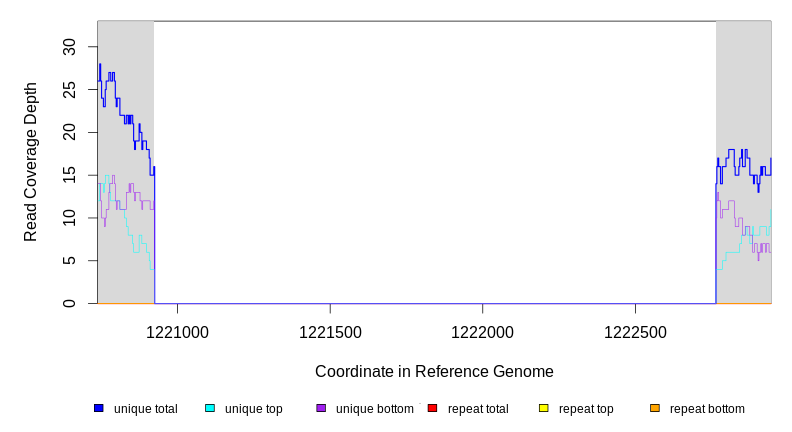 Read Coverage Depth
30
25
20
15
10
5
0
1221000 1221500 1222000 1222500
Coordinate in Reference Genome
unique total unique top unique bottom repeat total repeat top repeat bottom